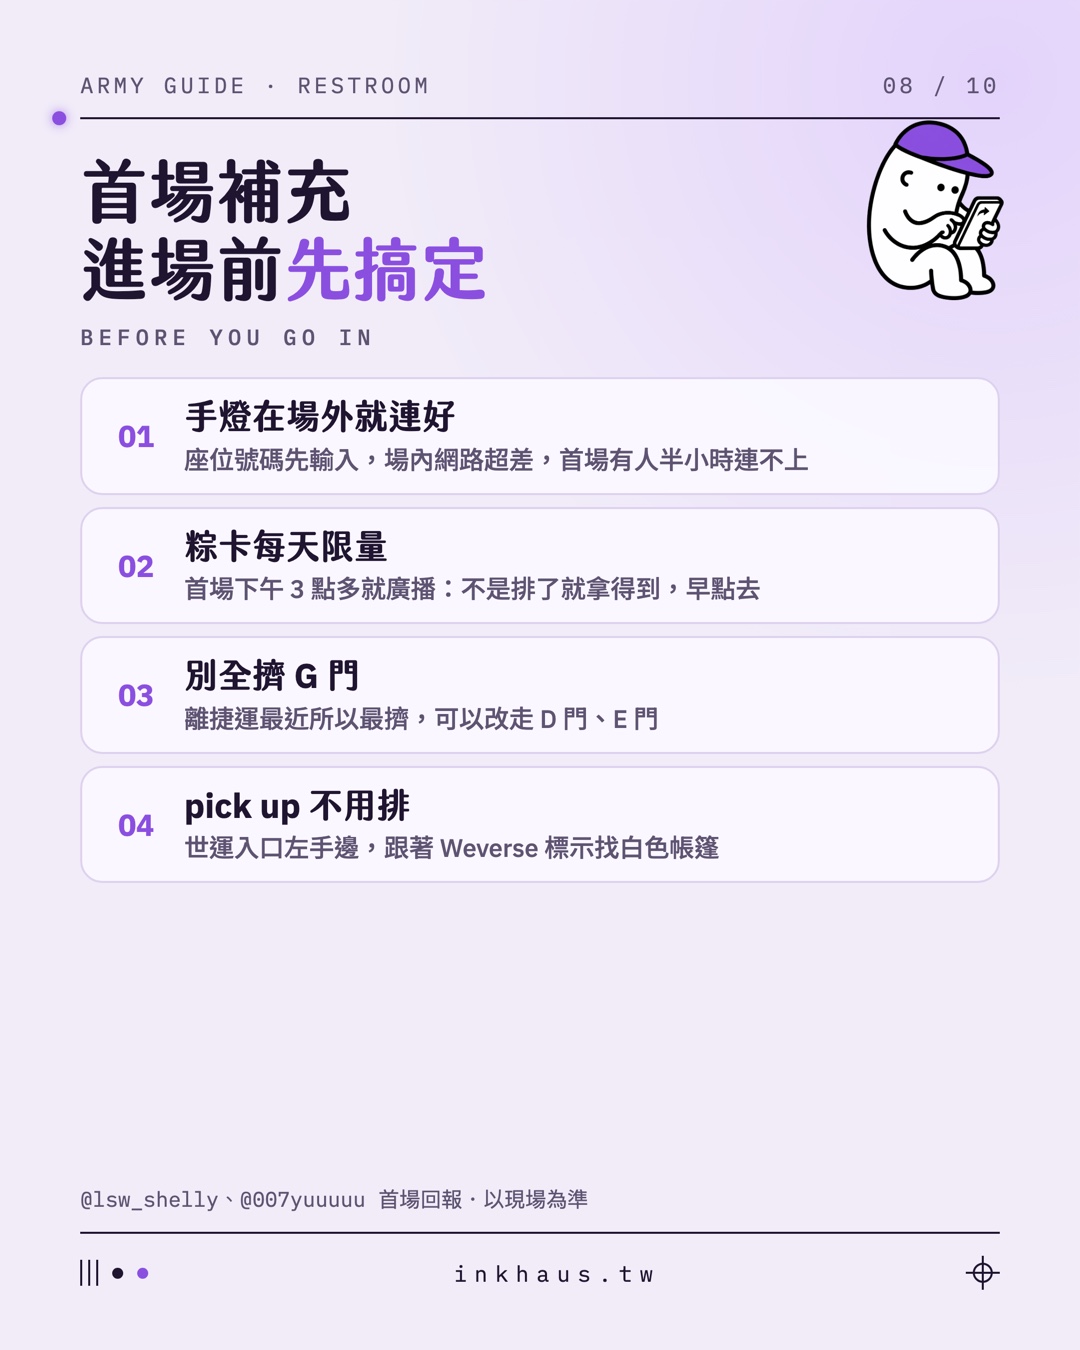 ARMY GUIDE · RESTROOM
08 / 10
首場補充
進場前先搞定
BEFORE YOU GO IN
01
手燈在場外就連好
座位號碼先輸入，場內網路超差，首場有人半小時連不上
02
粽卡每天限量
首場下午 3 點多就廣播：不是排了就拿得到，早點去
03
別全擠 G 門
離捷運最近所以最擠，可以改走 D 門、E 門
04
pick up 不用排
世運入口左手邊，跟著 Weverse 標示找白色帳篷
@lsw_shelly、@007yuuuuu 首場回報 · 以現場為準
inkhaus.tw